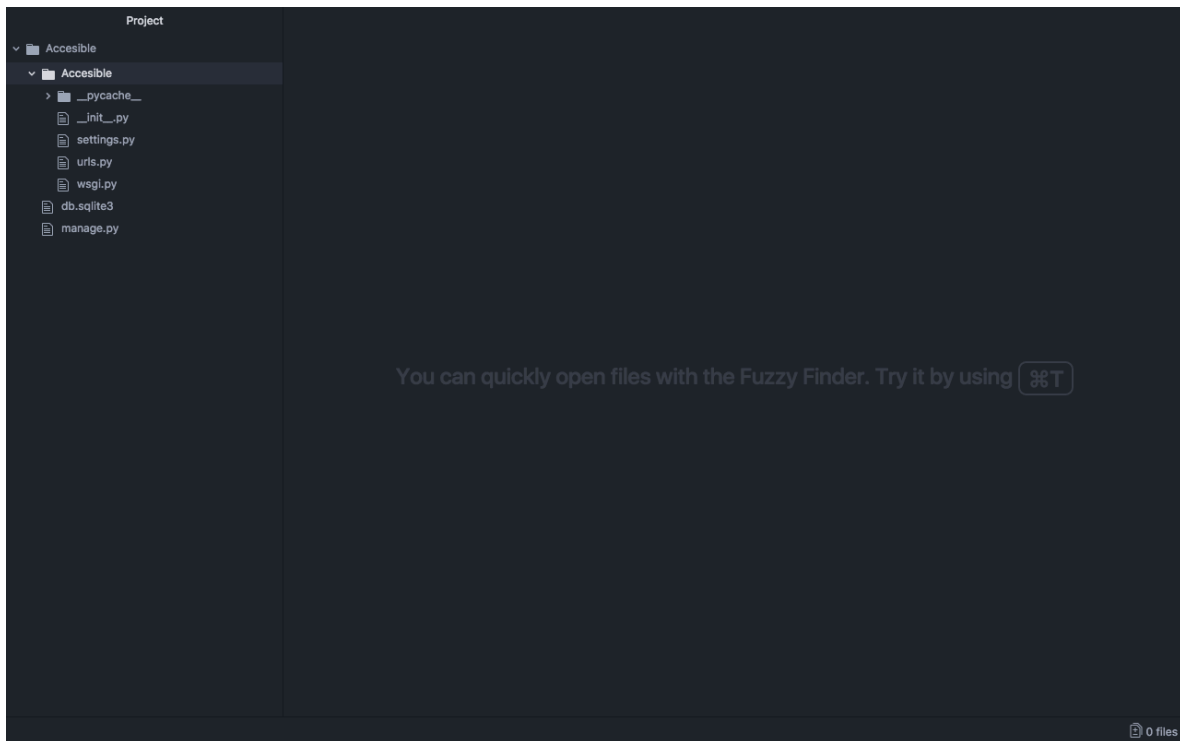 Project
Accesible
Accesible
__pycache__
__init__.py
settings.py
urls.py
wsgi.py
db.sqlite3
manage.py
You can quickly open files with the Fuzzy Finder. Try it by using ⌘T
0 files